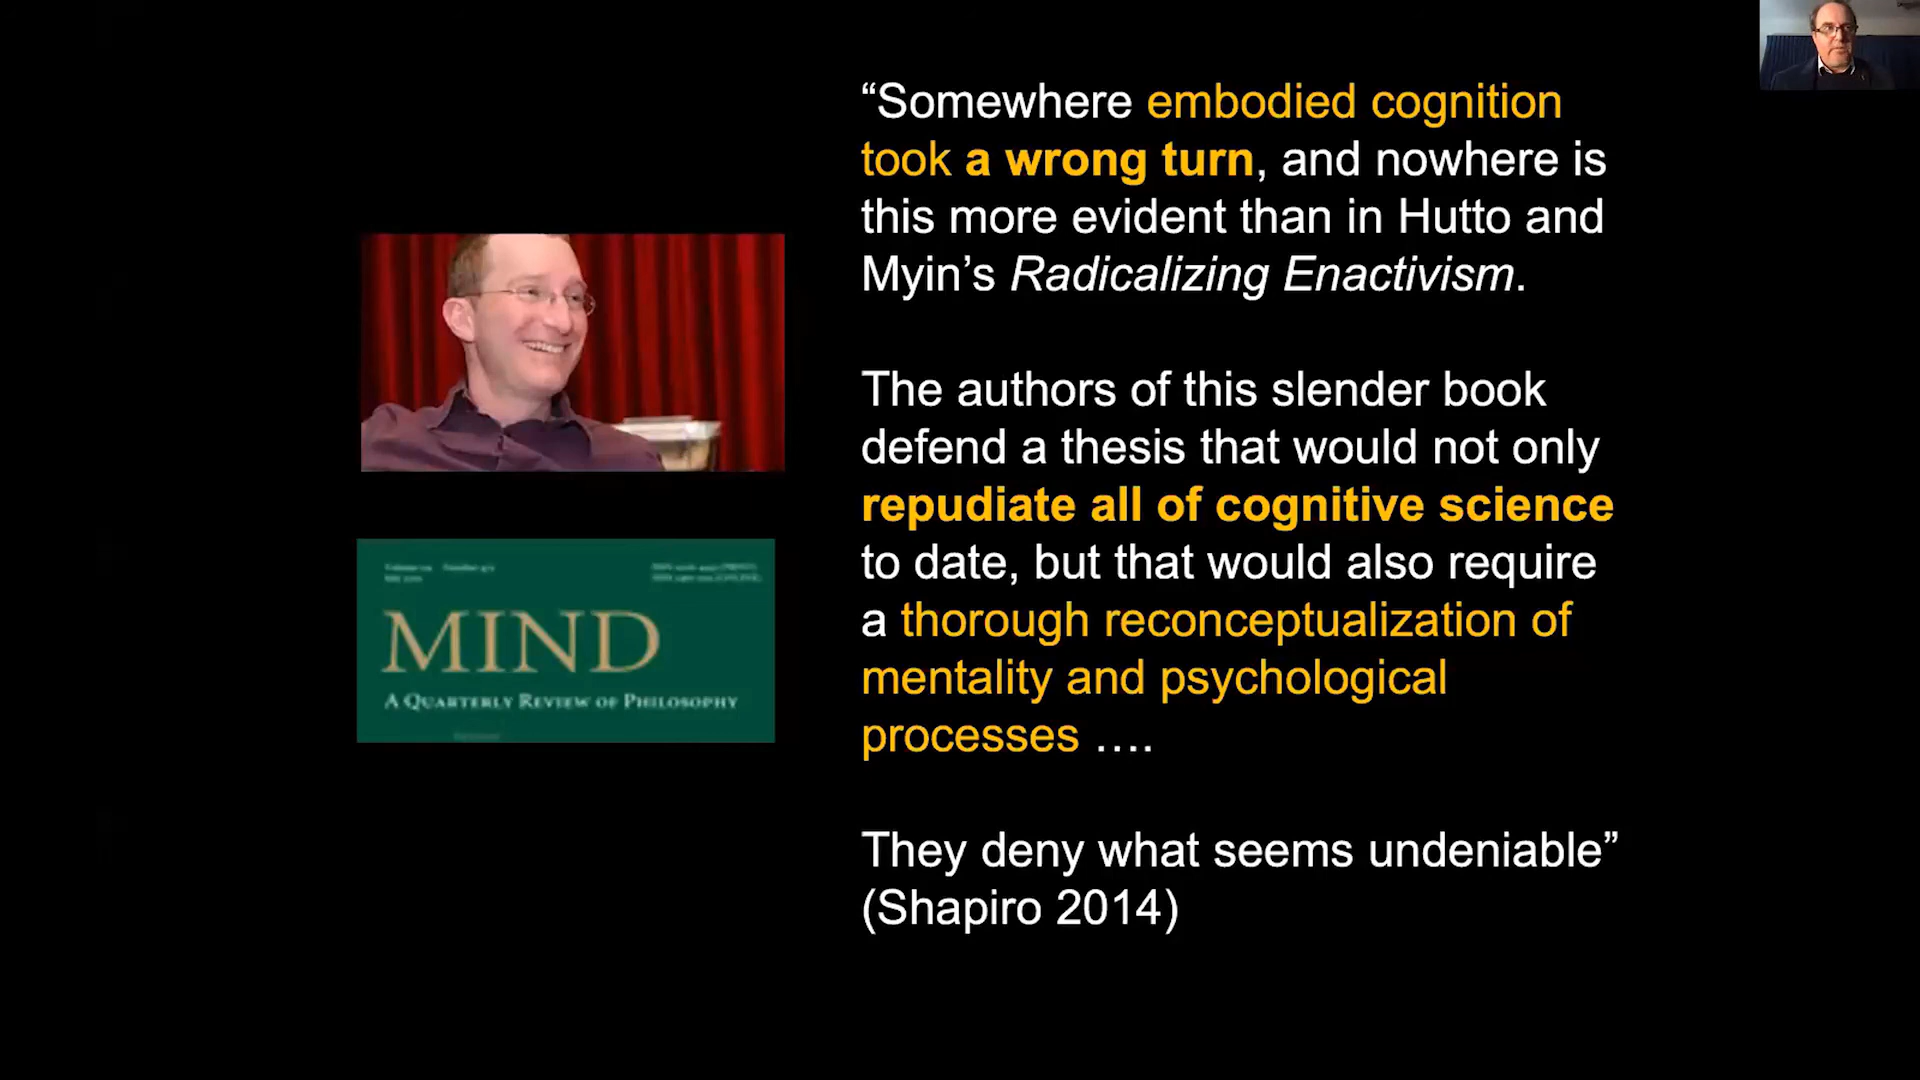 “Somewhere embodied cognition
took a wrong turn, and nowhere is
this more evident than in Hutto and
Myin’s Radicalizing Enactivism.
The authors of this slender book
defend a thesis that would not only
repudiate all of cognitive science
to date, but that would also require
a thorough reconceptualization of
mentality and psychological
processes ….
They deny what seems undeniable”
(Shapiro 2014)
MIND
A QUARTERLY REVIEW OF PHILOSOPHY